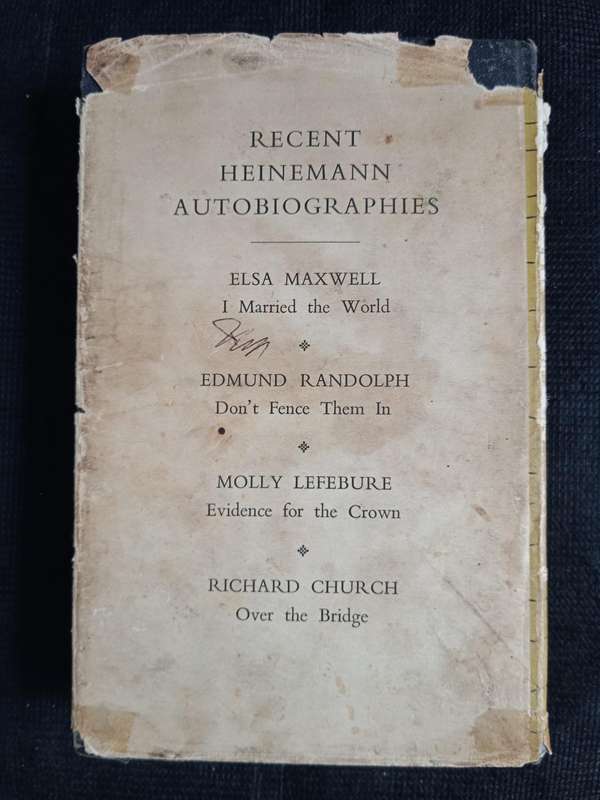 RECENT
HEINEMANN
AUTOBIOGRAPHIES
ELSA MAXWELL
I Married the World
EDMUND RANDOLPH
Don't Fence Them In
MOLLY LEFEBURE
Evidence for the Crown
RICHARD CHURCH
Over the Bridge